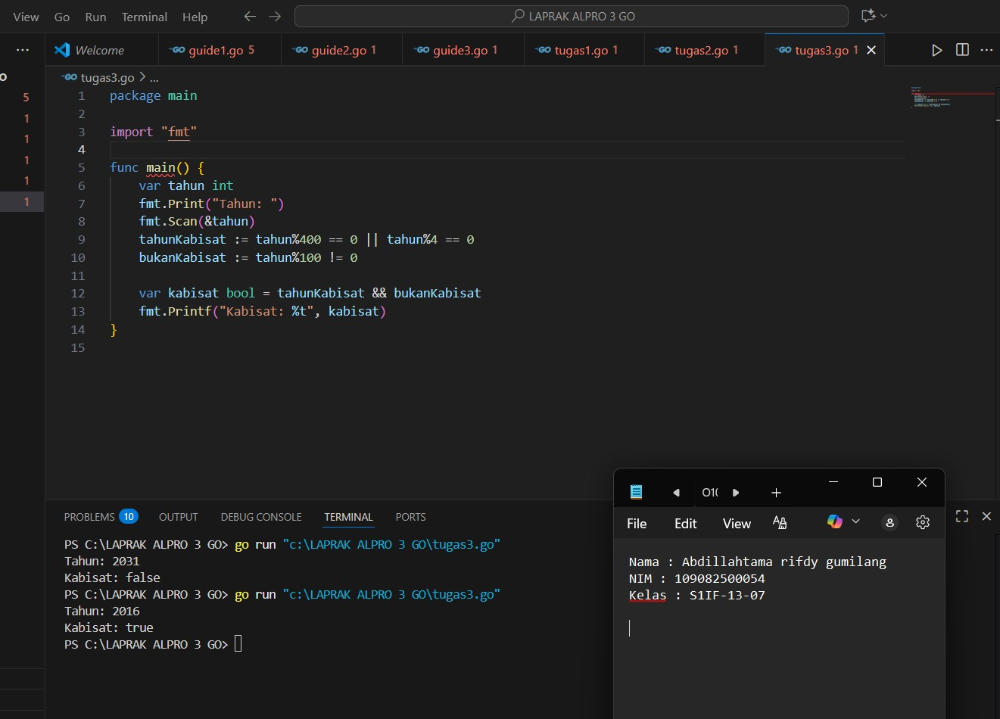 View Go Run Terminal Help
LAPRAK ALPRO 3 GO
Welcome
guide1.go 5
guide2.go 1
guide3.go 1
tugas1.go 1
tugas2.go 1
tugas3.go 1
o
5
1
1
1
1
1
tugas3.go > ...
1 package main
2
3 import "fmt"
4
5 func main() {
6 var tahun int
7 fmt.Print("Tahun: ")
8 fmt.Scan(&tahun)
9 tahunKabisat := tahun%400 == 0 || tahun%4 == 0
10 bukanKabisat := tahun%100 != 0
11
12 var kabisat bool = tahunKabisat && bukanKabisat
13 fmt.Printf("Kabisat: %t", kabisat)
14 }
15
PROBLEMS 10 OUTPUT DEBUG CONSOLE TERMINAL PORTS
PS C:\LAPRAK ALPRO 3 GO> go run "c:\LAPRAK ALPRO 3 GO\tugas3.go"
Tahun: 2031
Kabisat: false
PS C:\LAPRAK ALPRO 3 GO> go run "c:\LAPRAK ALPRO 3 GO\tugas3.go"
Tahun: 2016
Kabisat: true
PS C:\LAPRAK ALPRO 3 GO>
File Edit View
Nama : Abdillahtama rifdy gumilang
NIM : 109082500054
Kelas : S1IF-13-07